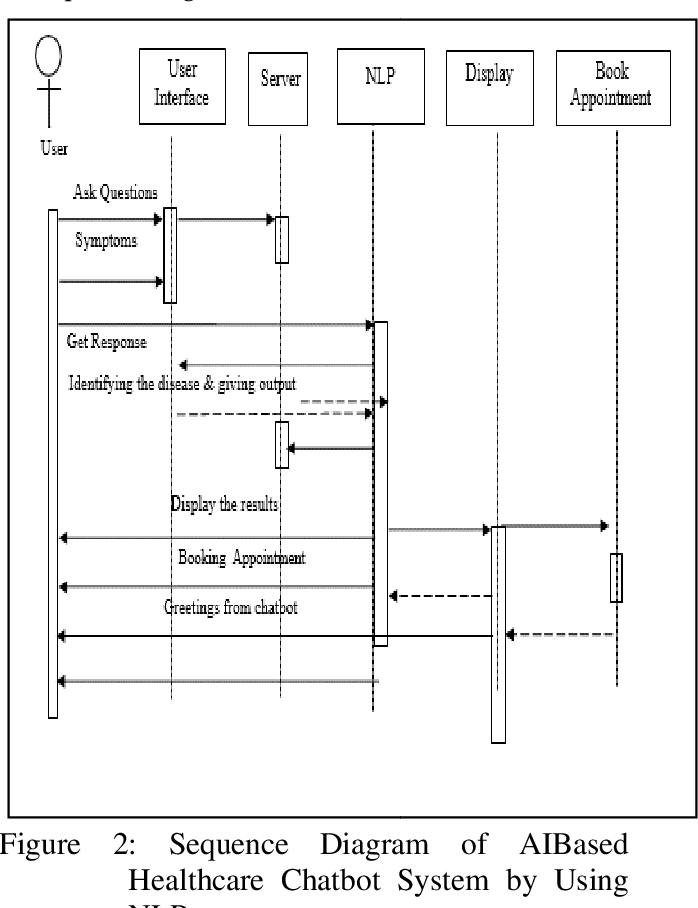 User
Interface
Server
NLP
Display
Book
Appointment
User
Ask Questions
Symptoms
Get Response
Identifying the disease & giving output
Display the results
Booking Appointment
Greetings from chatbot
Figure 2: Sequence Diagram of AIBased
Healthcare Chatbot System by Using
NLP